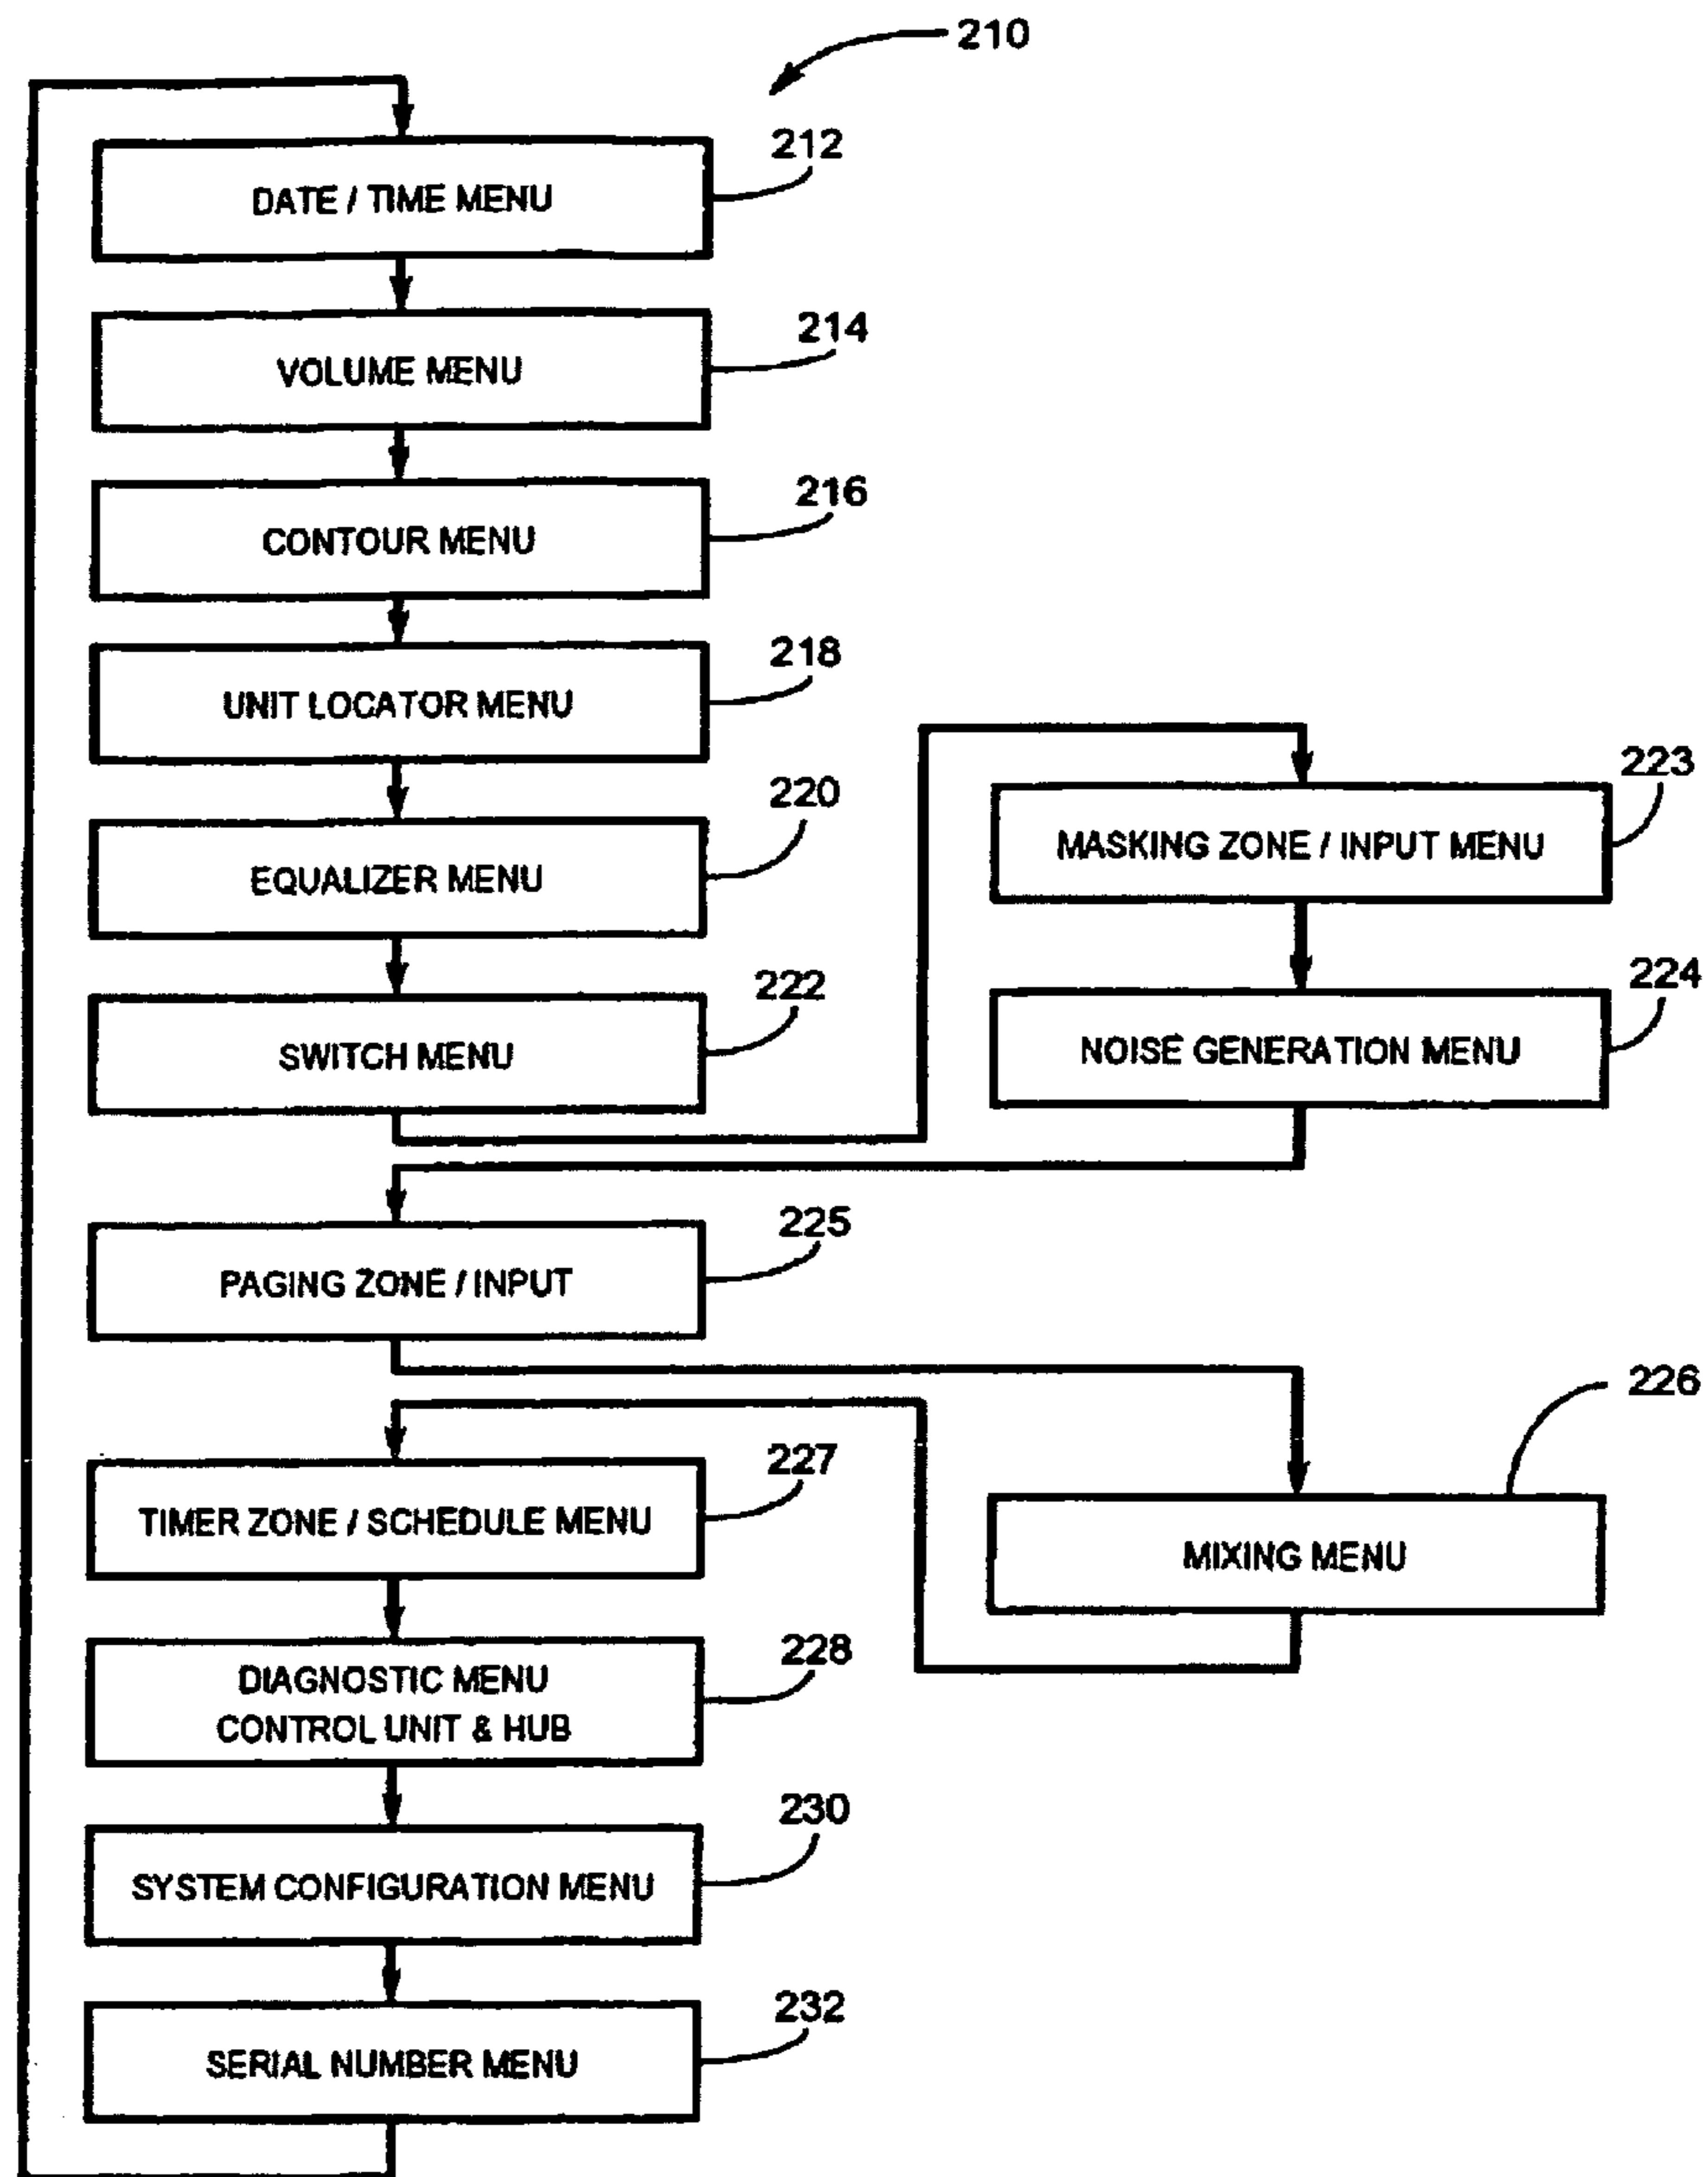 210
212
DATE / TIME MENU
214
VOLUME MENU
216
CONTOUR MENU
218
UNIT LOCATOR MENU
220
EQUALIZER MENU
222
SWITCH MENU
223
MASKING ZONE / INPUT MENU
224
NOISE GENERATION MENU
225
PAGING ZONE / INPUT
226
MIXING MENU
227
TIMER ZONE / SCHEDULE MENU
228
DIAGNOSTIC MENU
CONTROL UNIT & HUB
230
SYSTEM CONFIGURATION MENU
232
SERIAL NUMBER MENU